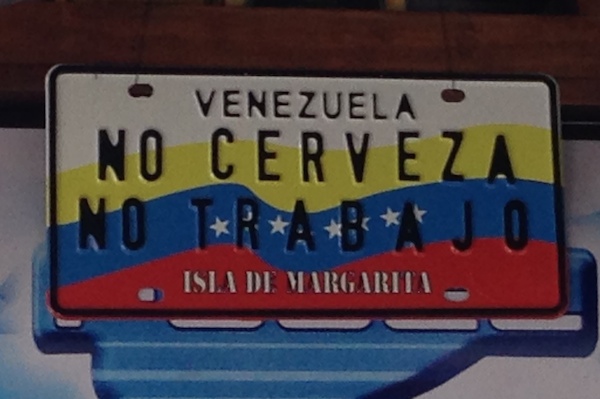 VENEZUELA
NO CERVEZA
NO TRABAJO
ISLA DE MARGARITA